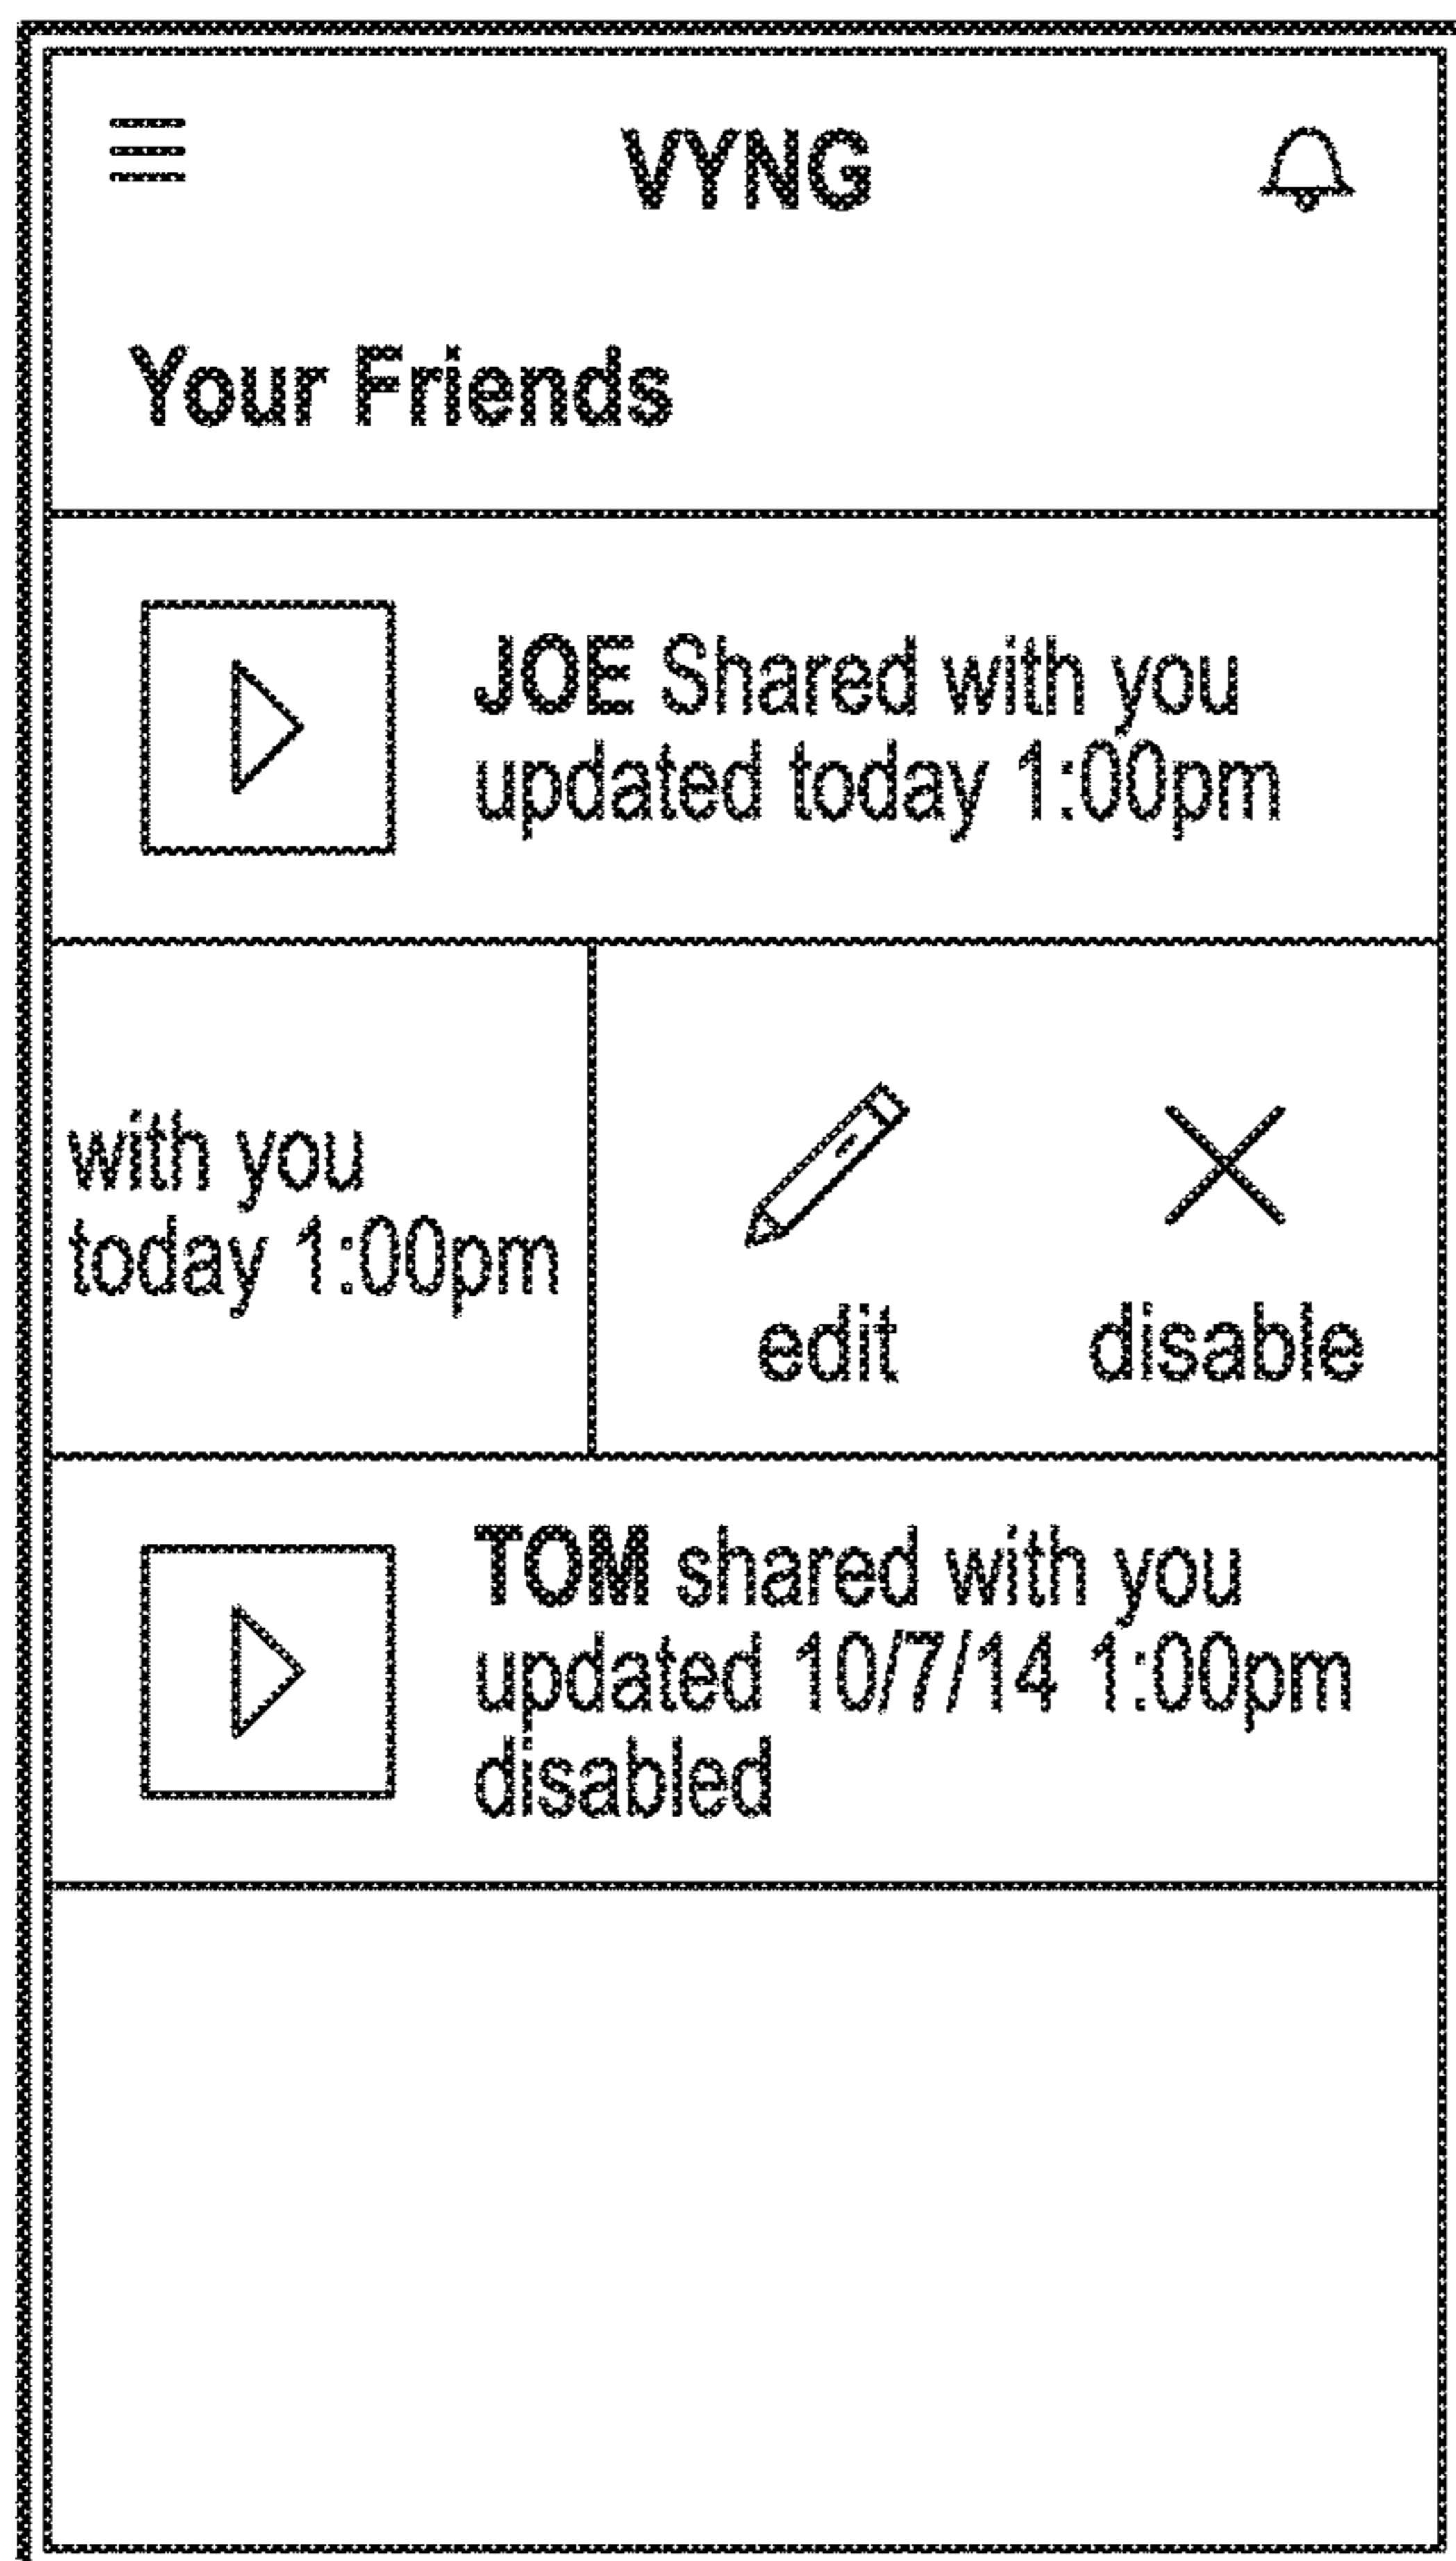 VYNG
Your Friends
JOE Shared with you
updated today 1:00pm
with you
today 1:00pm
edit
disable
TOM shared with you
updated 10/7/14 1:00pm
disabled